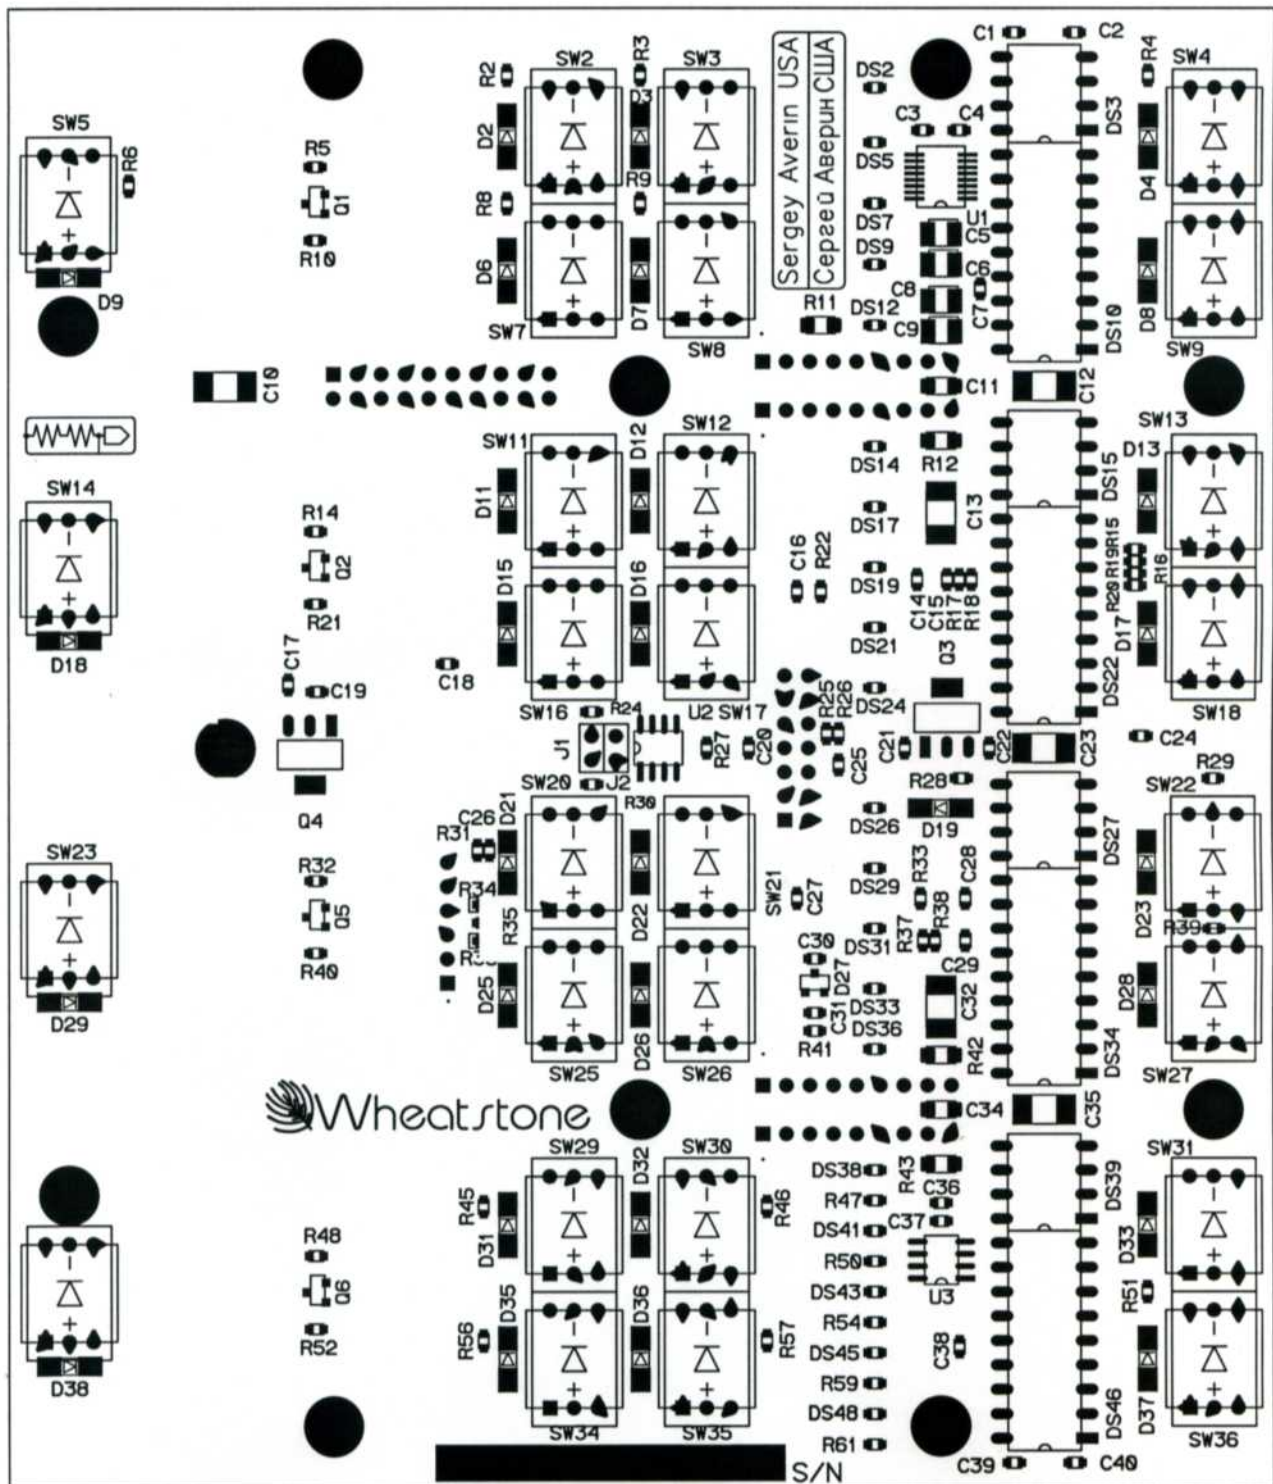 C1 C2
SW2 R3 SW3 R4 SW4
R2 D3 DS2
Sergey Averin USA
Сергей Аверин США
SW5 D2 C3 C4 DS3
R6 R5 DS5 D4
Q1 R8 R9 DS7 U1
R10 D6 D7 DS9 C5
C6
D9 SW7 SW8 R11 DS12 C8 C7 DS10 D8 SW9
C9
C10 C11 C12
SW11 D12 SW12 DS14 R12 D13 SW13
SW14 D11 DS15
R14 DS17 C13
Q2 D15 D16 C16 R22 DS19 R15 R19 R16 R20
R21 C14 C15 R17 R18
D18 DS21 Q3 D17
C17 C19 C18 DS22
SW16 R24 U2 SW17 R25 R26 DS24 SW18
J1 R27 C20 C21 C22 C23 C24
J2 C25 R28 R29
SW20 R30 SW22
Q4 D21 DS26 D19 DS27
R31 C26
SW23 R32 DS29 R33 C28
R34 SW21 C27
Q5 R35 D22 DS31 R37 R38 D23 R39
R40 C30 C29
D25 D27 DS33 C32 D28
D29 C31 DS36
D26 R41 R42 DS34
SW25 SW26 SW27
Wheatstone C34 C35
SW29 D32 SW30 DS38 R43 SW31
R45 R46 R47 C36 DS39
D31 DS41 C37 D33
R48 R50
Q6 DS43 U3 R51
D35 D36 R54
R52 R56 R57 DS45 C38
D38 R59
DS48 DS46 D37
SW34 SW35 R61 SW36
S/N C39 C40